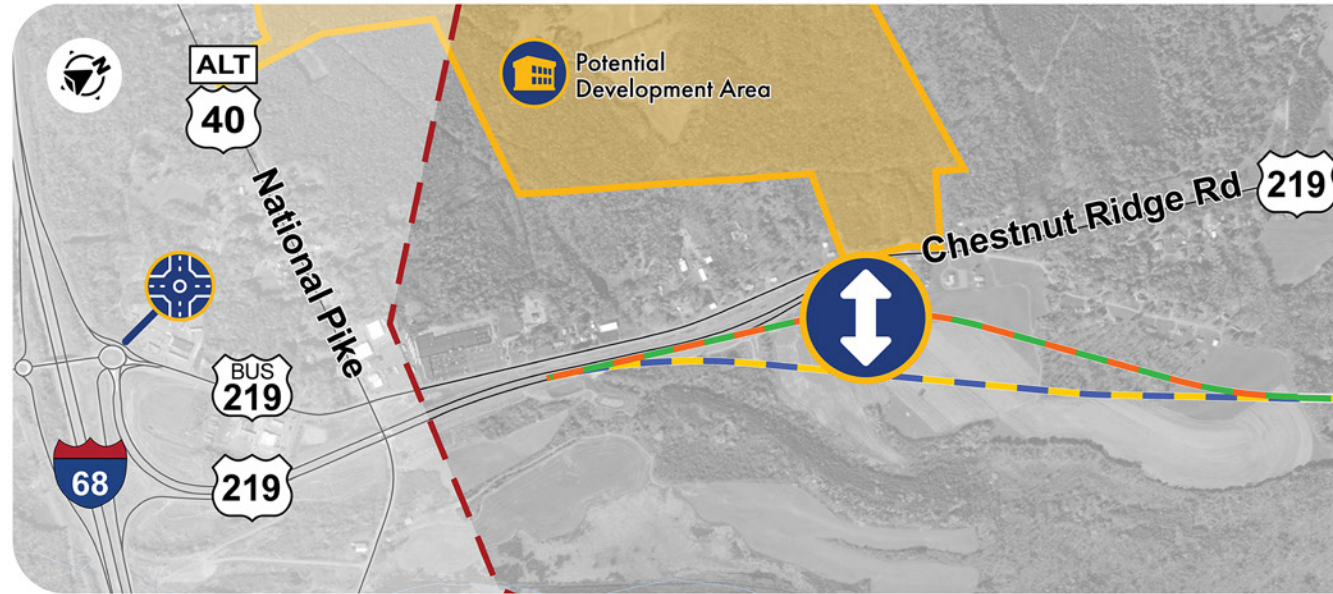 N
ALT
40
Potential
Development Area
National Pike
Chestnut Ridge Rd
219
BUS
219
68
219